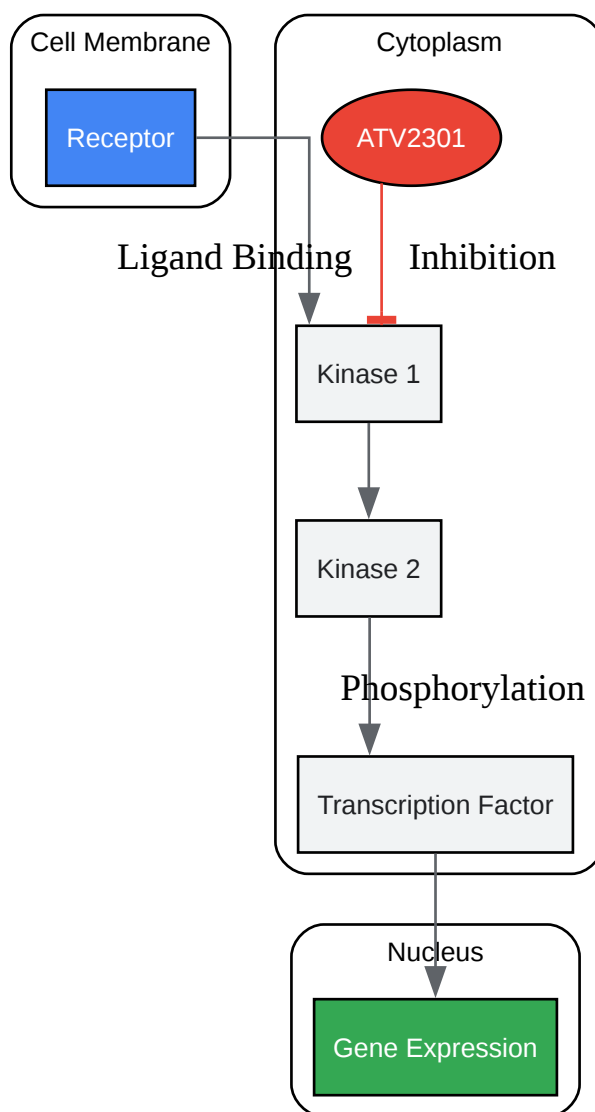 Cell Membrane
Cytoplasm
Receptor
ATV2301
Ligand Binding
Inhibition
Kinase 1
Kinase 2
Phosphorylation
Transcription Factor
Nucleus
Gene Expression